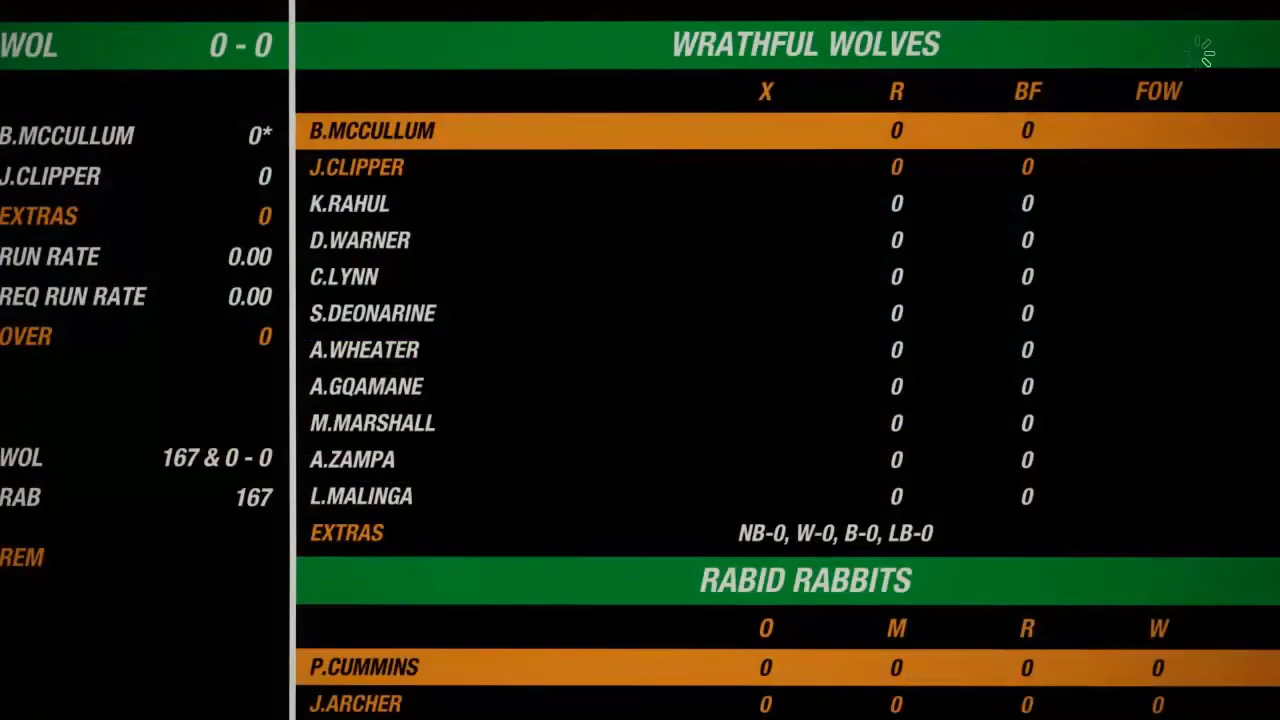 WOL 0 - 0
B.MCCULLUM 0*
J.CLIPPER 0
EXTRAS 0
RUN RATE 0.00
REQ RUN RATE 0.00
OVER 0
WOL 167 & 0 - 0
RAB 167
REM
WRATHFUL WOLVES
X R BF FOW
B.MCCULLUM 0 0
J.CLIPPER 0 0
K.RAHUL 0 0
D.WARNER 0 0
C.LYNN 0 0
S.DEONARINE 0 0
A.WHEATER 0 0
A.GQAMANE 0 0
M.MARSHALL 0 0
A.ZAMPA 0 0
L.MALINGA 0 0
EXTRAS NB-0, W-0, B-0, LB-0
RABID RABBITS
O M R W
P.CUMMINS 0 0 0 0
J.ARCHER 0 0 0 0